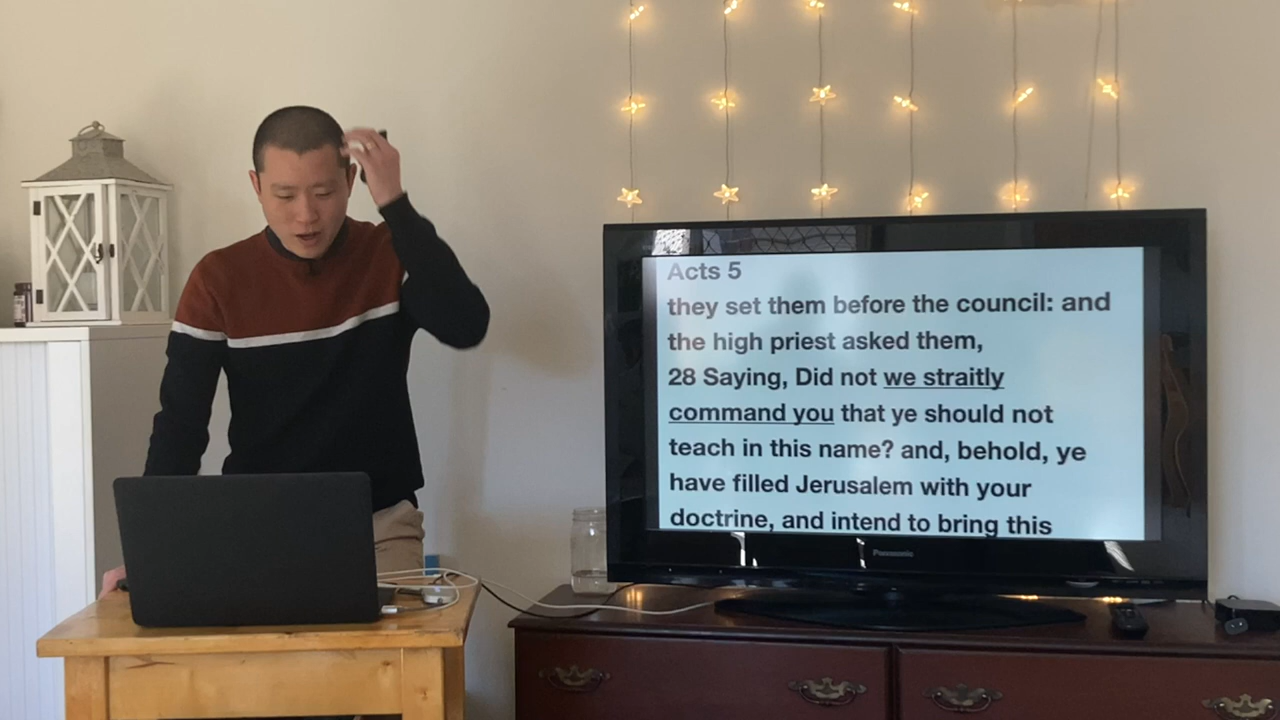 Acts 5
they set them before the council: and
the high priest asked them,
28 Saying, Did not we straitly
command you that ye should not
teach in this name? and, behold, ye
have filled Jerusalem with your
doctrine, and intend to bring this
Panasonic